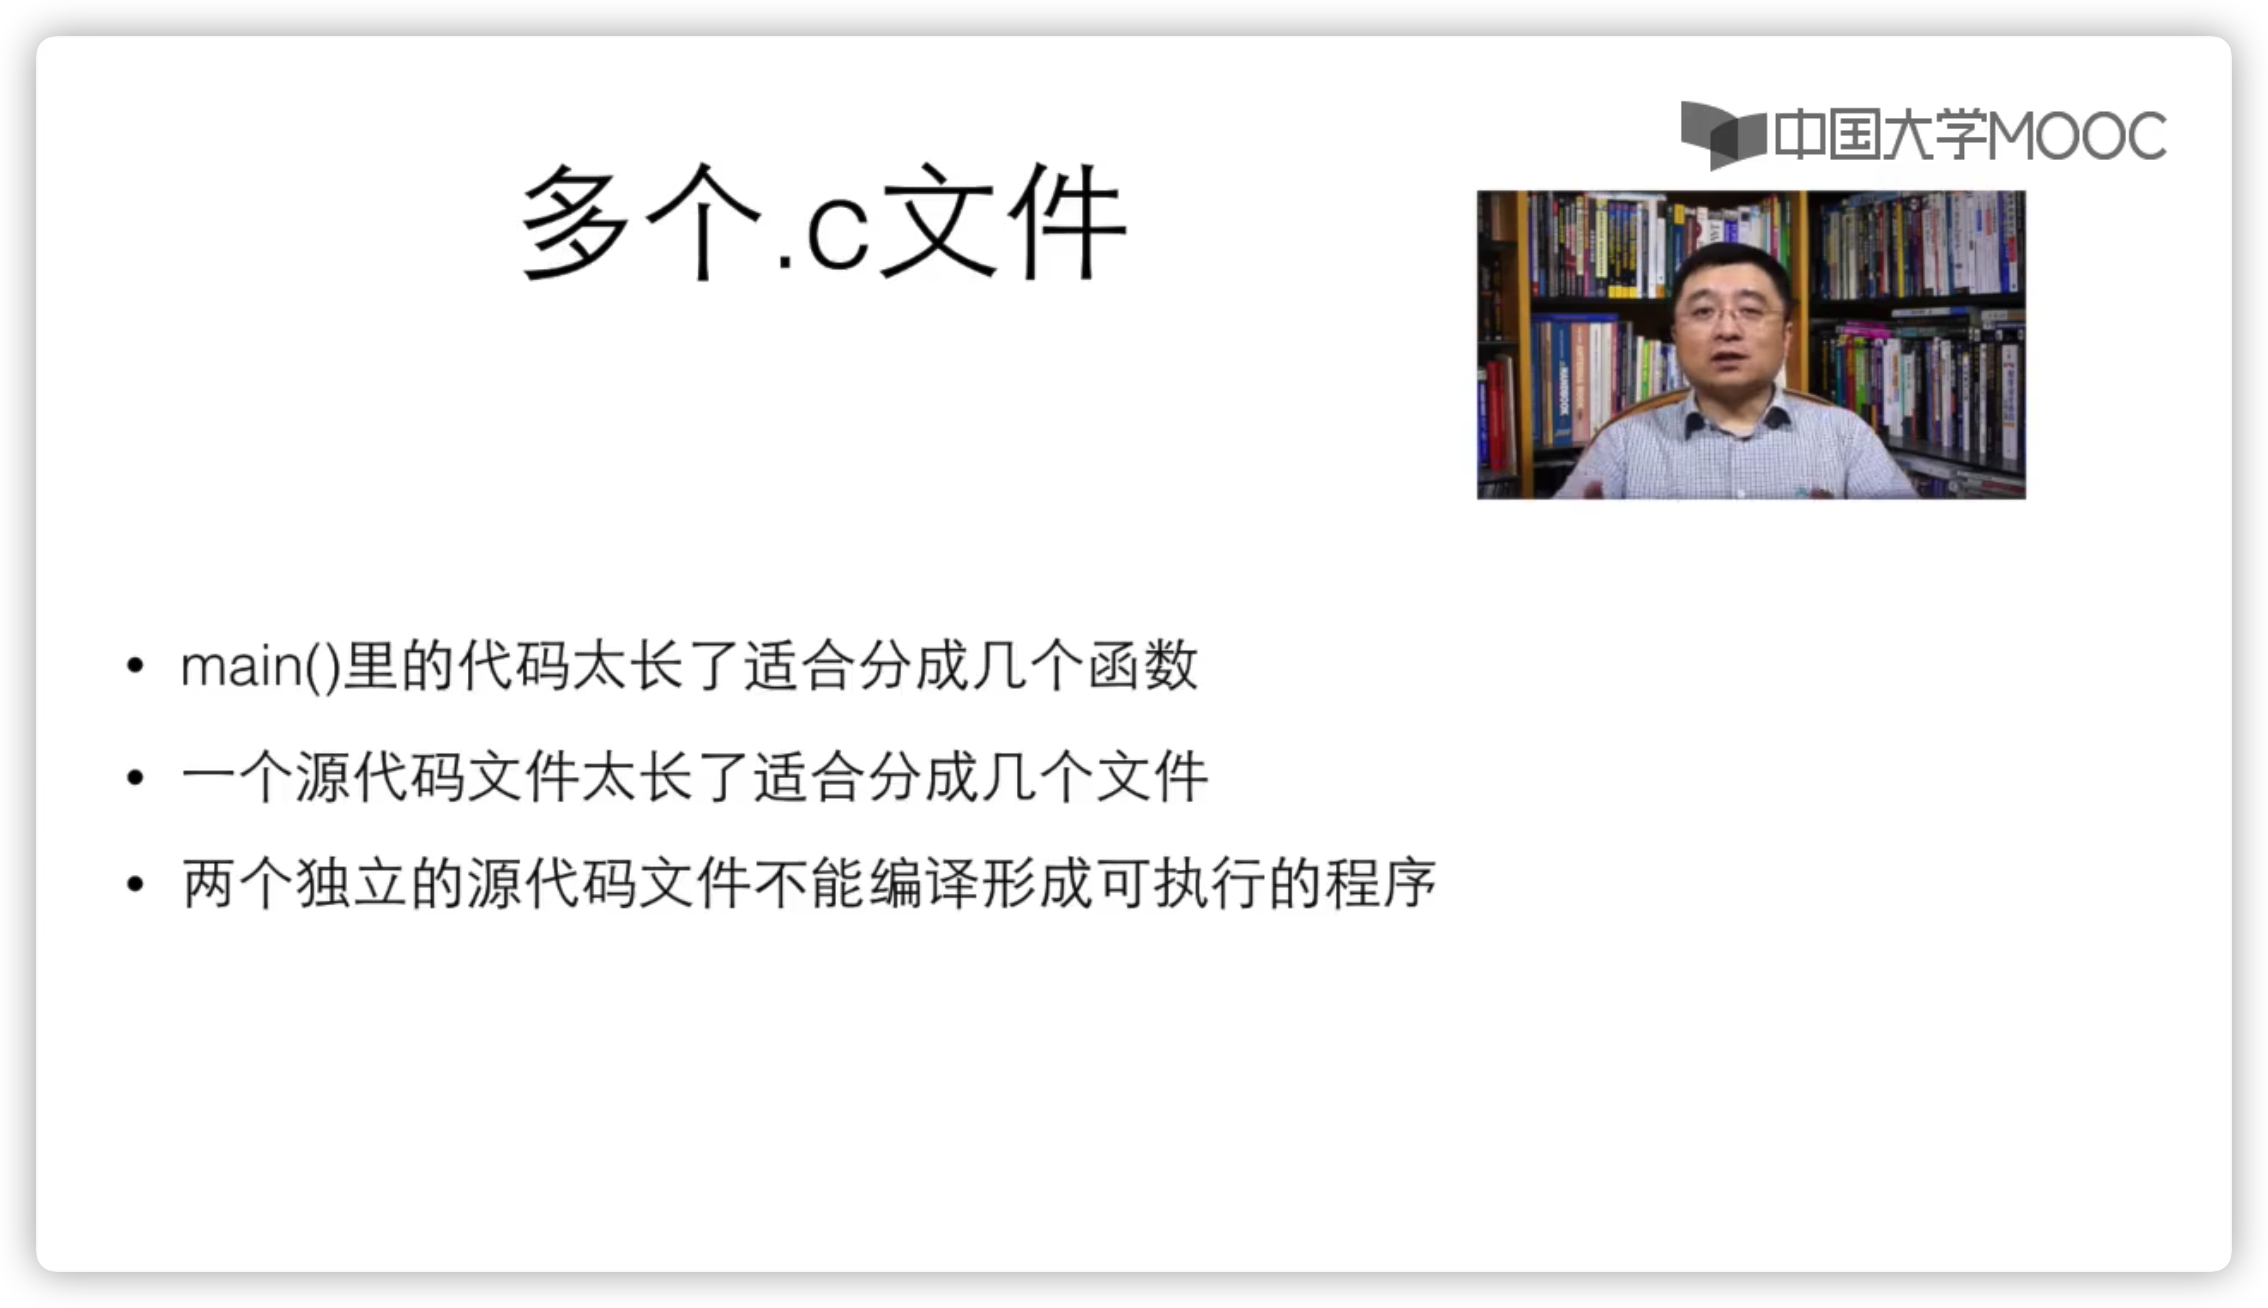 中国大学MOOC
多个.c文件
• main()里的代码太长了适合分成几个函数
• 一个源代码文件太长了适合分成几个文件
• 两个独立的源代码文件不能编译形成可执行的程序